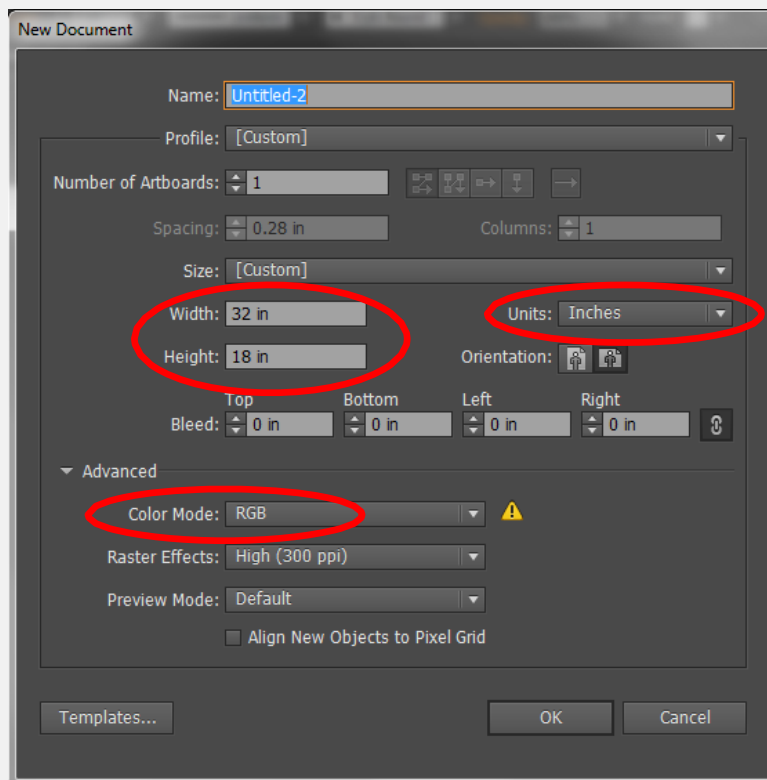 New Document
Name: Untitled-2
Profile: [Custom]
Number of Artboards: 1
Spacing: 0.28 in Columns: 1
Size: [Custom]
Width: 32 in Units: Inches
Height: 18 in Orientation:
Top Bottom Left Right
Bleed: 0 in 0 in 0 in 0 in
Advanced
Color Mode: RGB
Raster Effects: High (300 ppi)
Preview Mode: Default
Align New Objects to Pixel Grid
Templates... OK Cancel